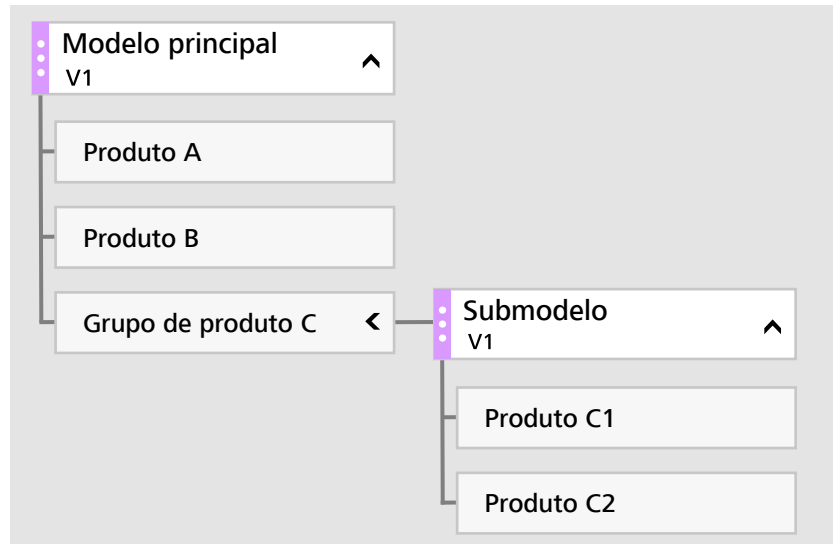 Modelo principal
V1
Produto A
Produto B
Grupo de produto C
Submodelo
V1
Produto C1
Produto C2